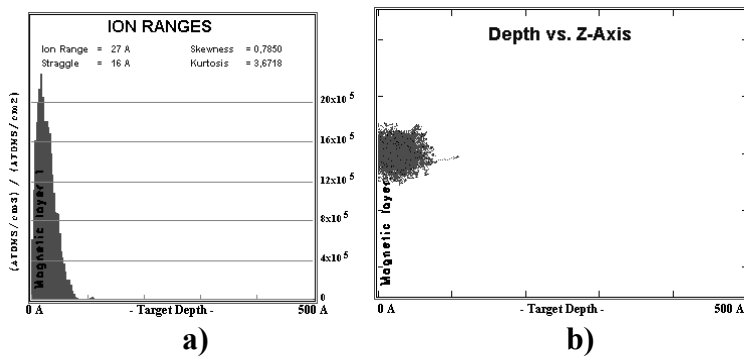 ION RANGES
Ion Range = 27 A Skewness = 0,7850
Straggle = 16 A Kurtosis = 3,6718
(ATOMS/cm3) / (ATOMS/cm2)
Magnetic layer 1
20x10 5
16x10 5
12x10 5
8x10 5
4x10 5
0
0 A - Target Depth - 500 A
a)
Depth vs. Z-Axis
Magnetic layer
0 A - Target Depth - 500 A
b)